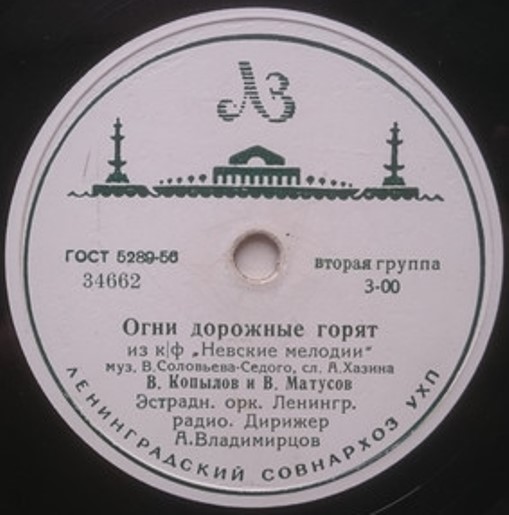 ЛЗ
ГОСТ 5289-56
34662
вторая группа
3-00
Огни дорожные горят
из к|ф „Невские мелодии"
муз. В.Соловьева-Седого, сл. А.Хазина
В. Копылов и В. Матусов
Эстрадн. орк. Ленингр.
радио. Дирижер
А.Владимирцов
ЛЕНИНГРАДСКИЙ СОВНАРХОЗ УХП